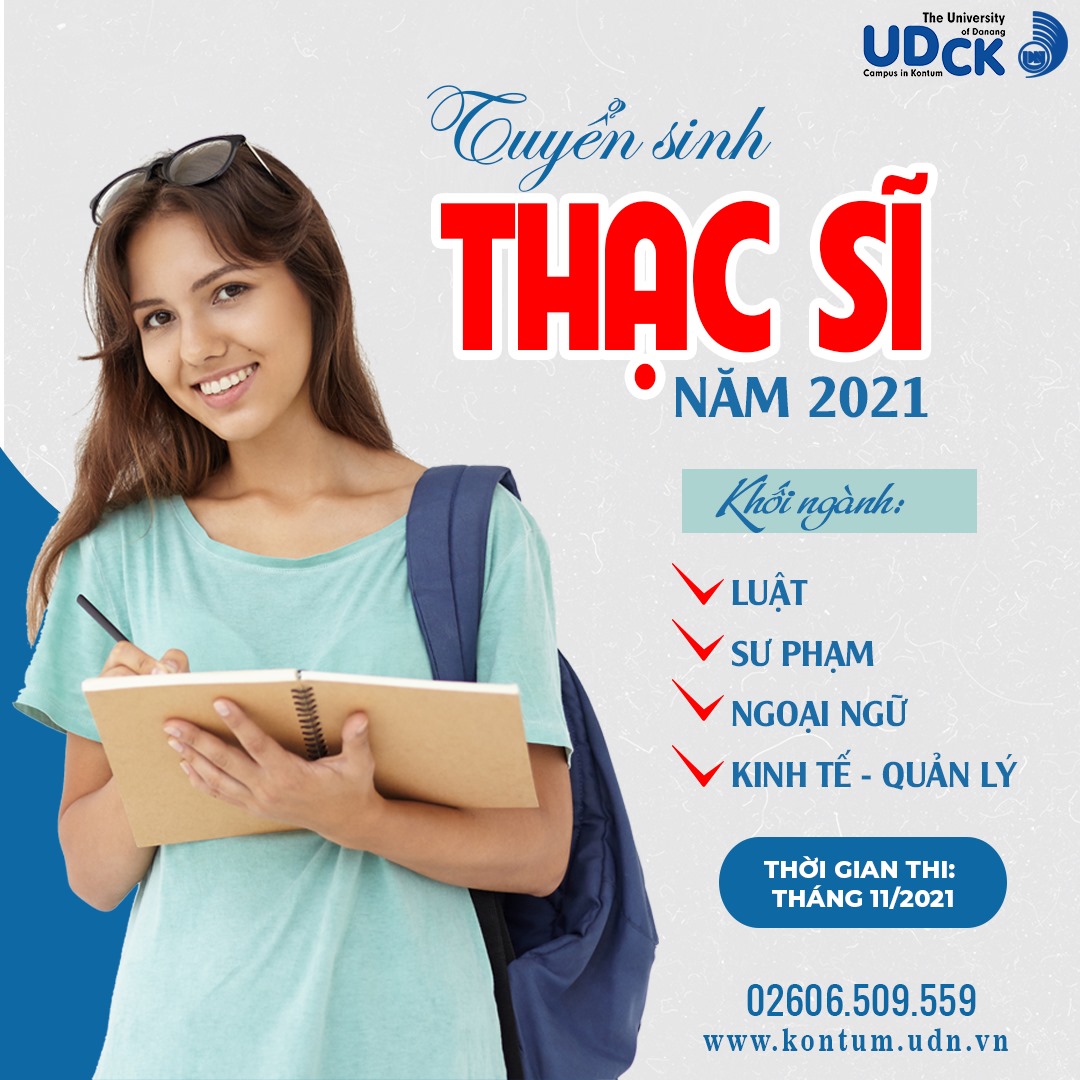 The University
of Danang
UDCK
Campus in Kontum
Tuyển sinh
THẠC SĨ
NĂM 2021
Khối ngành:
LUẬT
SƯ PHẠM
NGOẠI NGỮ
KINH TẾ - QUẢN LÝ
THỜI GIAN THI:
THÁNG 11/2021
02606.509.559
www.kontum.udn.vn